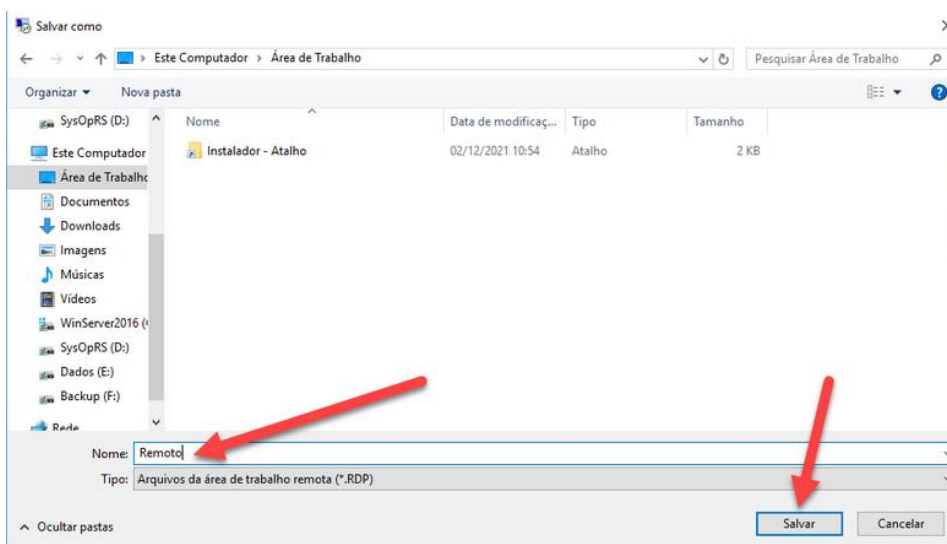 Salvar como
Este Computador > Área de Trabalho
Pesquisar Área de Trabalho
Organizar Nova pasta
SysOpRS (D:)
Nome Data de modificaç... Tipo Tamanho
Este Computador
Instalador - Atalho 02/12/2021 10:54 Atalho 2 KB
Área de Trabalho
Documentos
Downloads
Imagens
Músicas
Vídeos
WinServer2016 (
SysOpRS (D:)
Dados (E:)
Backup (F:)
Rede
Nome: Remoto
Tipo: Arquivos da área de trabalho remota (*.RDP)
Ocultar pastas
Salvar Cancelar